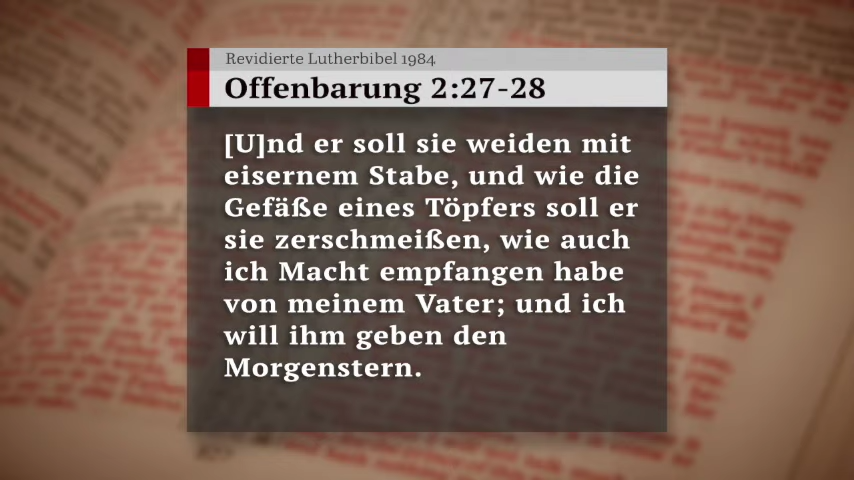 Revidierte Lutherbibel 1984
Offenbarung 2:27-28
[U]nd er soll sie weiden mit
eisernem Stabe, und wie die
Gefäße eines Töpfers soll er
sie zerschmeißen, wie auch
ich Macht empfangen habe
von meinem Vater; und ich
will ihm geben den
Morgenstern.